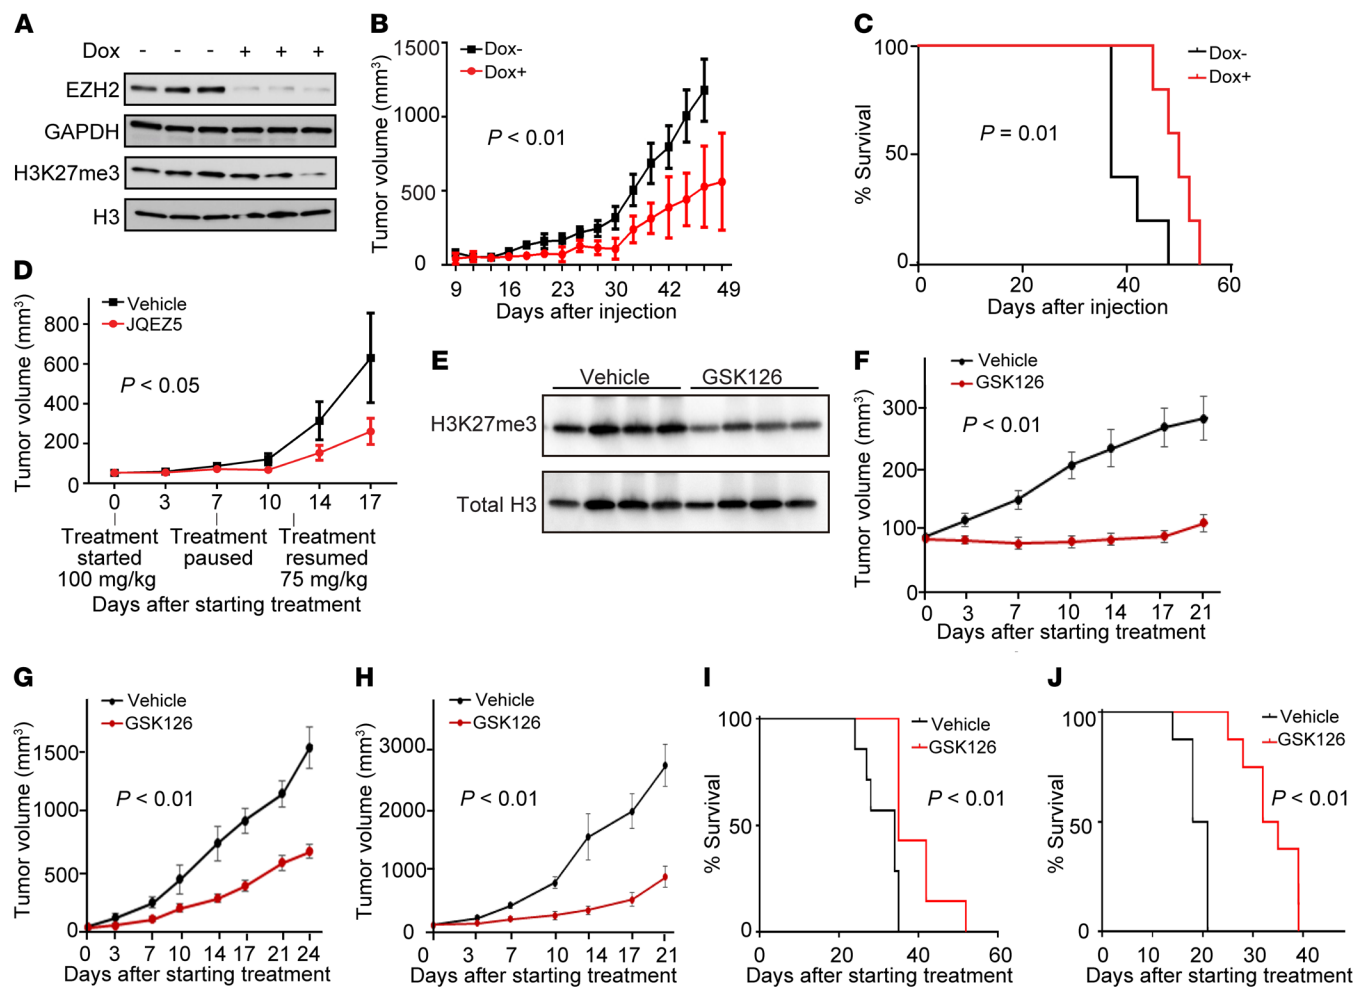 A
Dox - - - + + +
EZH2
GAPDH
H3K27me3
H3
B
Dox-
Dox+
Tumor volume (mm³)
1500
1000
500
0
P < 0.01
9 16 23 30 42 49
Days after injection
C
Dox-
Dox+
% Survival
100
50
0
P = 0.01
0 20 40 60
Days after injection
D
Vehicle
JQEZ5
Tumor volume (mm³)
800
600
400
200
0
P < 0.05
0 3 7 10 14 17
Treatment started 100 mg/kg
Treatment paused
Treatment resumed 75 mg/kg
Days after starting treatment
E
Vehicle GSK126
H3K27me3
Total H3
F
Vehicle
GSK126
Tumor volume (mm³)
300
200
100
0
P < 0.01
0 3 7 10 14 17 21
Days after starting treatment
G
Vehicle
GSK126
Tumor volume (mm³)
1500
1000
500
0
P < 0.01
0 3 7 10 14 17 21 24
Days after starting treatment
H
Vehicle
GSK126
Tumor volume (mm³)
3000
2000
1000
0
P < 0.01
0 3 7 10 14 17 21
Days after starting treatment
I
Vehicle
GSK126
% Survival
100
50
0
P < 0.01
0 20 40 60
Days after starting treatment
J
Vehicle
GSK126
% Survival
100
50
0
P < 0.01
0 10 20 30 40
Days after starting treatment